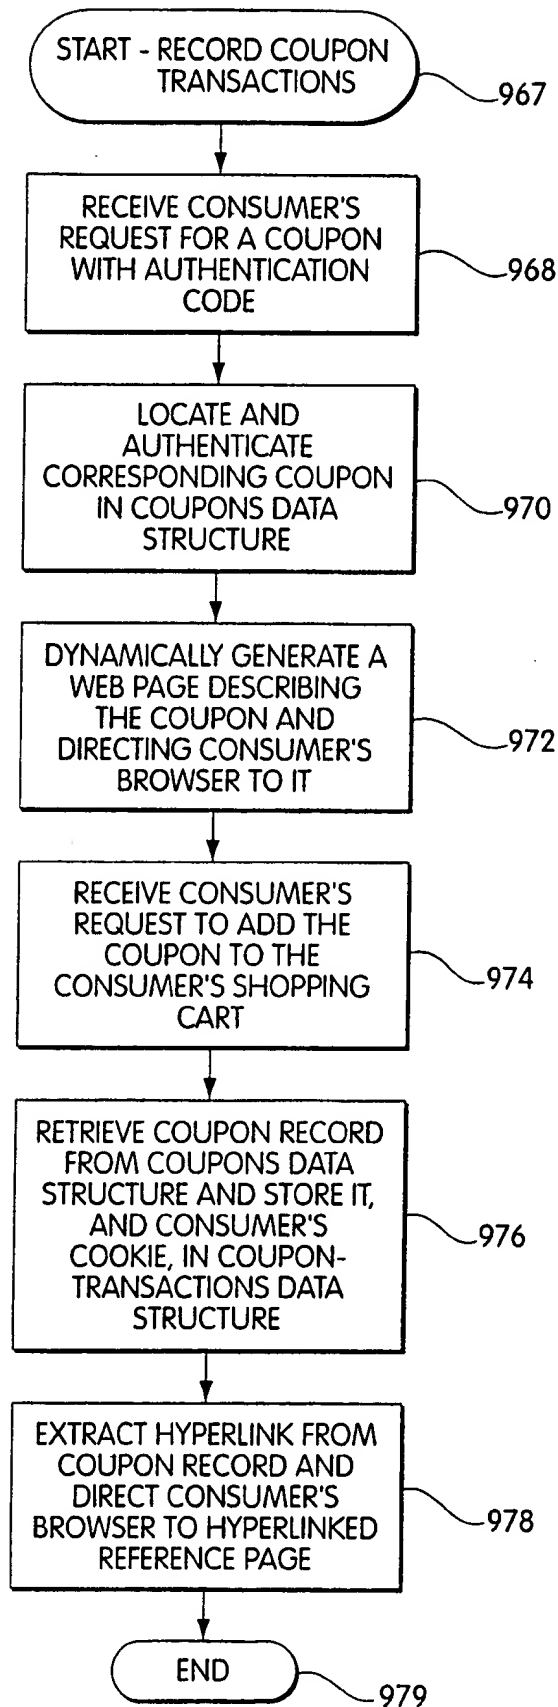 START - RECORD COUPON
TRANSACTIONS
967
RECEIVE CONSUMER'S
REQUEST FOR A COUPON
WITH AUTHENTICATION
CODE
968
LOCATE AND
AUTHENTICATE
CORRESPONDING COUPON
IN COUPONS DATA
STRUCTURE
970
DYNAMICALLY GENERATE A
WEB PAGE DESCRIBING
THE COUPON AND
DIRECTING CONSUMER'S
BROWSER TO IT
972
RECEIVE CONSUMER'S
REQUEST TO ADD THE
COUPON TO THE
CONSUMER'S SHOPPING
CART
974
RETRIEVE COUPON RECORD
FROM COUPONS DATA
STRUCTURE AND STORE IT,
AND CONSUMER'S
COOKIE, IN COUPON-
TRANSACTIONS DATA
STRUCTURE
976
EXTRACT HYPERLINK FROM
COUPON RECORD AND
DIRECT CONSUMER'S
BROWSER TO HYPERLINKED
REFERENCE PAGE
978
END
979